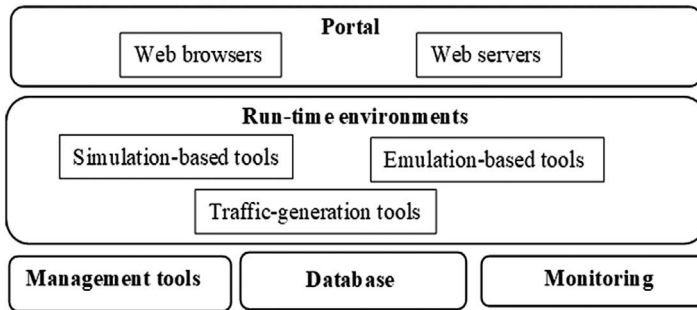 Portal
Web browsers Web servers
Run-time environments
Simulation-based tools Emulation-based tools
Traffic-generation tools
Management tools Database Monitoring